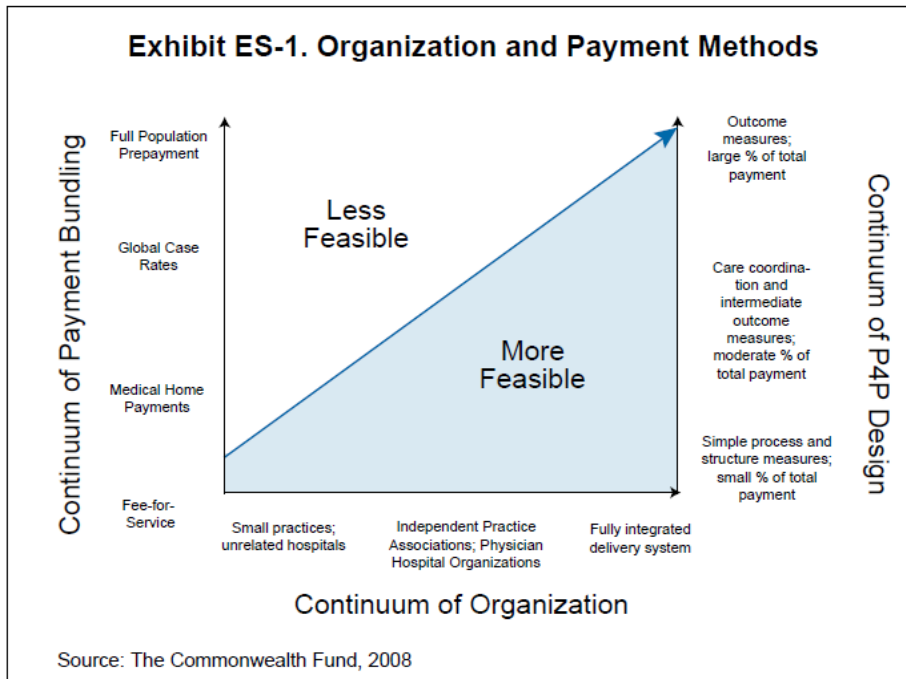 Exhibit ES-1. Organization and Payment Methods
Continuum of Payment Bundling
Full Population
Prepayment
Global Case
Rates
Medical Home
Payments
Fee-for-
Service
Less
Feasible
More
Feasible
Outcome
measures;
large % of total
payment
Care coordina-
tion and
intermediate
outcome
measures;
moderate % of
total payment
Simple process and
structure measures;
small % of total
payment
Continuum of P4P Design
Small practices;
unrelated hospitals
Independent Practice
Associations; Physician
Hospital Organizations
Fully integrated
delivery system
Continuum of Organization
Source: The Commonwealth Fund, 2008